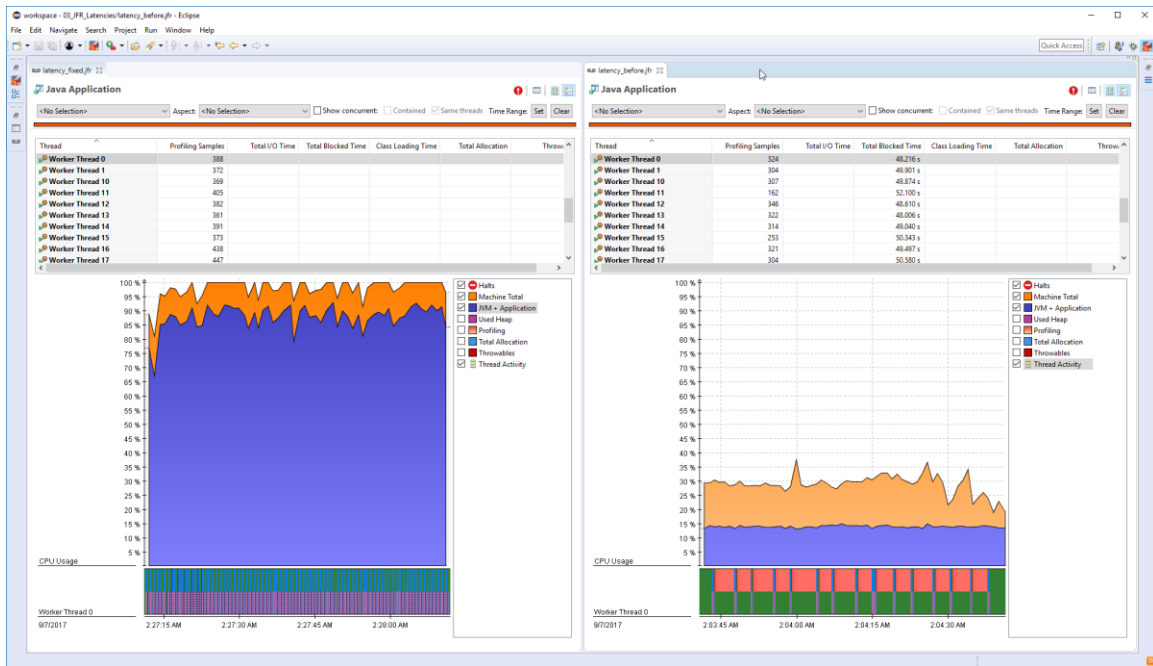 workspace - 03_JFR_Latencies/latency_before.jfr - Eclipse
File Edit Navigate Search Project Run Window Help
Quick Access
latency_fixed.jfr
Java Application
<No Selection> Aspect: <No Selection> Show concurrent: Contained Same threads Time Range: Set Clear
Thread Profiling Samples Total I/O Time Total Blocked Time Class Loading Time Total Allocation Throw
Worker Thread 0 388
Worker Thread 1 372
Worker Thread 10 369
Worker Thread 11 405
Worker Thread 12 382
Worker Thread 13 361
Worker Thread 14 391
Worker Thread 15 373
Worker Thread 16 438
Worker Thread 17 447
100 %
95 %
90 %
85 %
80 %
75 %
70 %
65 %
60 %
55 %
50 %
45 %
40 %
35 %
30 %
25 %
20 %
15 %
10 %
5 %
CPU Usage
Worker Thread 0
9/7/2017 2:27:15 AM 2:27:30 AM 2:27:45 AM 2:28:00 AM
Halts
Machine Total
JVM + Application
Used Heap
Profiling
Total Allocation
Throwables
Thread Activity
latency_before.jfr
Java Application
<No Selection> Aspect: <No Selection> Show concurrent: Contained Same threads Time Range: Set Clear
Thread Profiling Samples Total I/O Time Total Blocked Time Class Loading Time Total Allocation Throw
Worker Thread 0 324 48.216 s
Worker Thread 1 304 49.901 s
Worker Thread 10 307 49.874 s
Worker Thread 11 162 52.100 s
Worker Thread 12 346 48.610 s
Worker Thread 13 322 48.006 s
Worker Thread 14 314 49.040 s
Worker Thread 15 253 50.343 s
Worker Thread 16 321 49.497 s
Worker Thread 17 304 50.580 s
100 %
95 %
90 %
85 %
80 %
75 %
70 %
65 %
60 %
55 %
50 %
45 %
40 %
35 %
30 %
25 %
20 %
15 %
10 %
5 %
CPU Usage
Worker Thread 0
9/7/2017 2:03:45 AM 2:04:00 AM 2:04:15 AM 2:04:30 AM
Halts
Machine Total
JVM + Application
Used Heap
Profiling
Total Allocation
Throwables
Thread Activity